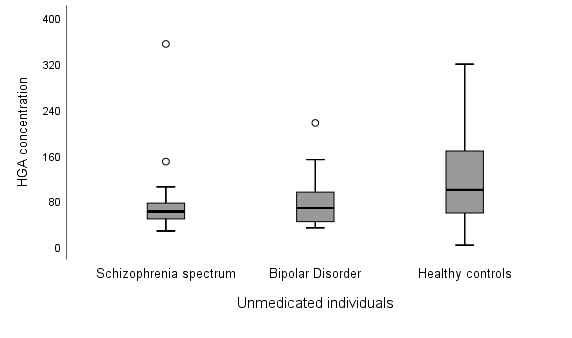 400
320
240
160
80
0
HGA concentration
Schizophrenia spectrum
Bipolar Disorder
Healthy controls
Unmedicated individuals